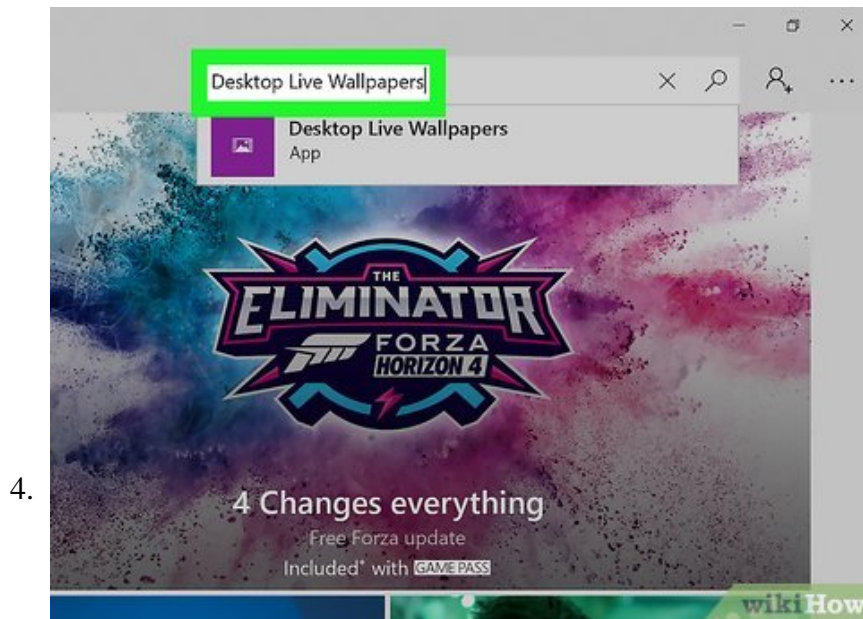 Desktop Live Wallpapers
Desktop Live Wallpapers
App
THE
ELIMINATOR
FORZA
HORIZON 4
4.
4 Changes everything
Free Forza update
Included* with GAME PASS
wikiHow